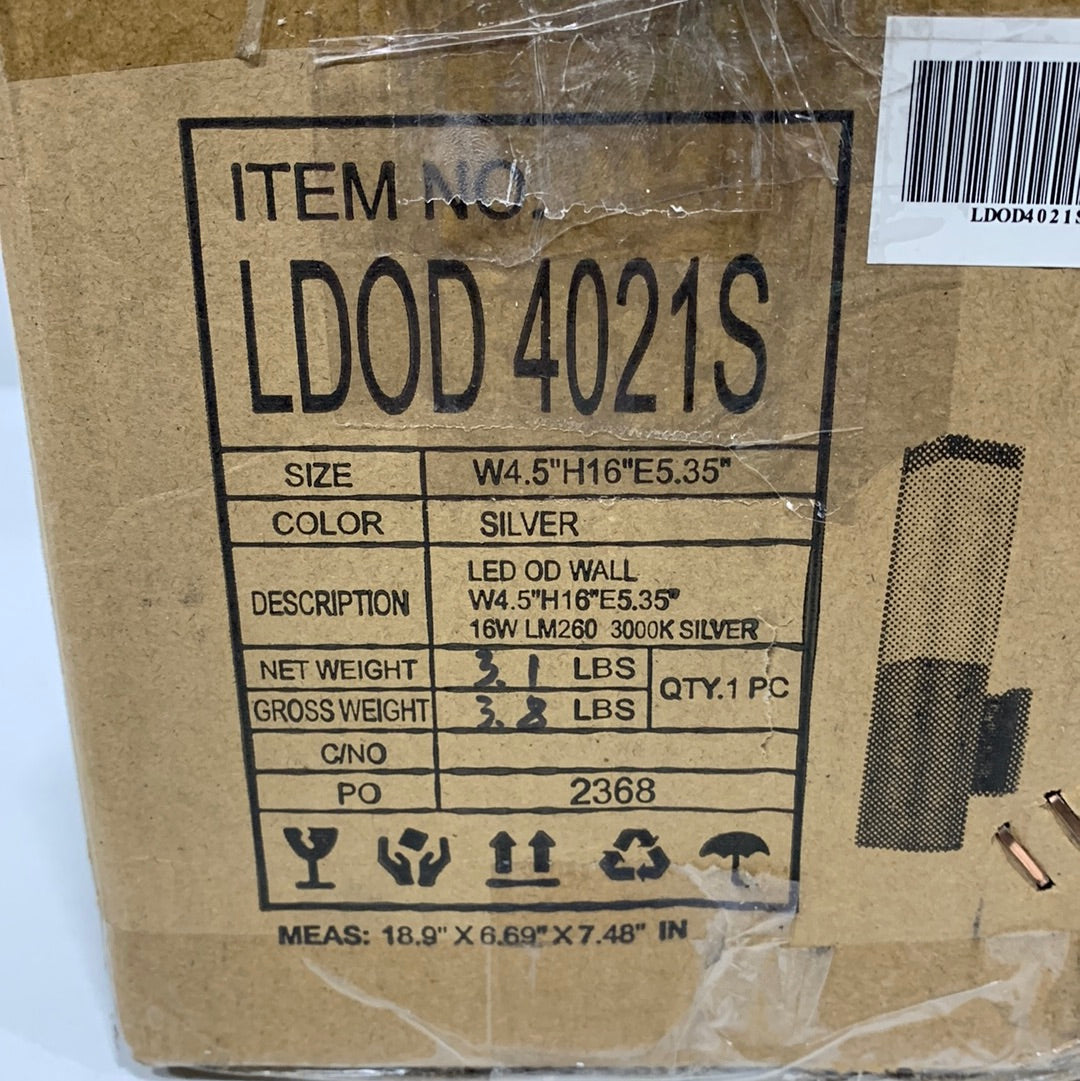 ITEM NO.
LDOD 4021S
SIZE W4.5"H16"E5.35"
COLOR SILVER
DESCRIPTION LED OD WALL
W4.5"H16"E5.35"
16W LM260 3000K SILVER
NET WEIGHT 3.1 LBS
GROSS WEIGHT 3.8 LBS
QTY.1 PC
C/NO
PO 2368
MEAS: 18.9" X 6.69" X 7.48" IN
LDOD4021S